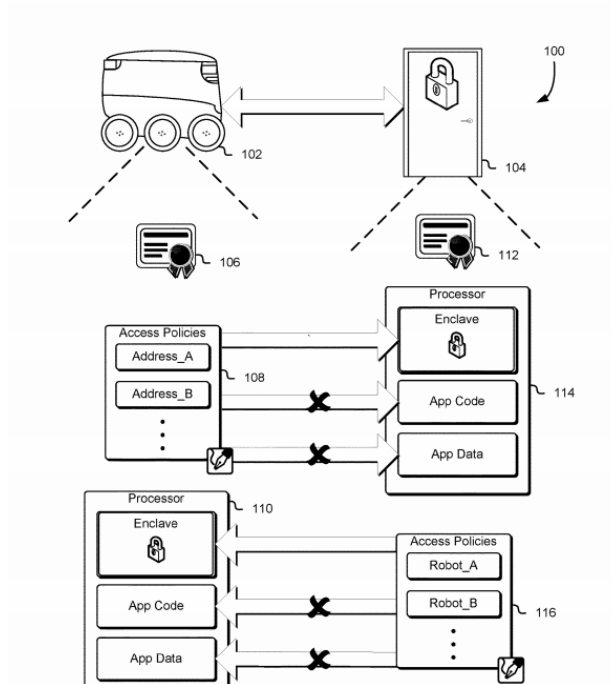 100
102
104
106
112
Processor
Enclave
Access Policies
Address_A
108
Address_B
App Code
114
App Data
Processor
110
Enclave
Access Policies
Robot_A
App Code
Robot_B
116
App Data